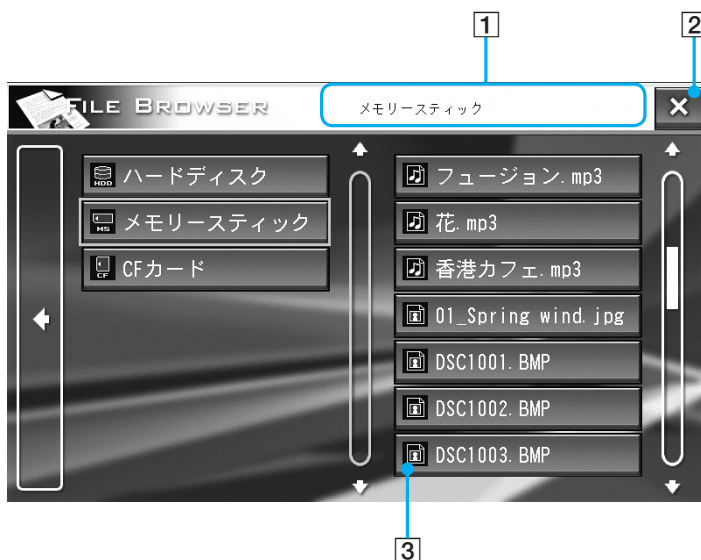 1
2
FILE BROWSER
メモリースティック
×
HDD ハードディスク
MS メモリースティック
CF CFカード
フュージョン.mp3
花.mp3
香港カフェ.mp3
01_Spring wind.jpg
DSC1001.BMP
DSC1002.BMP
DSC1003.BMP
3